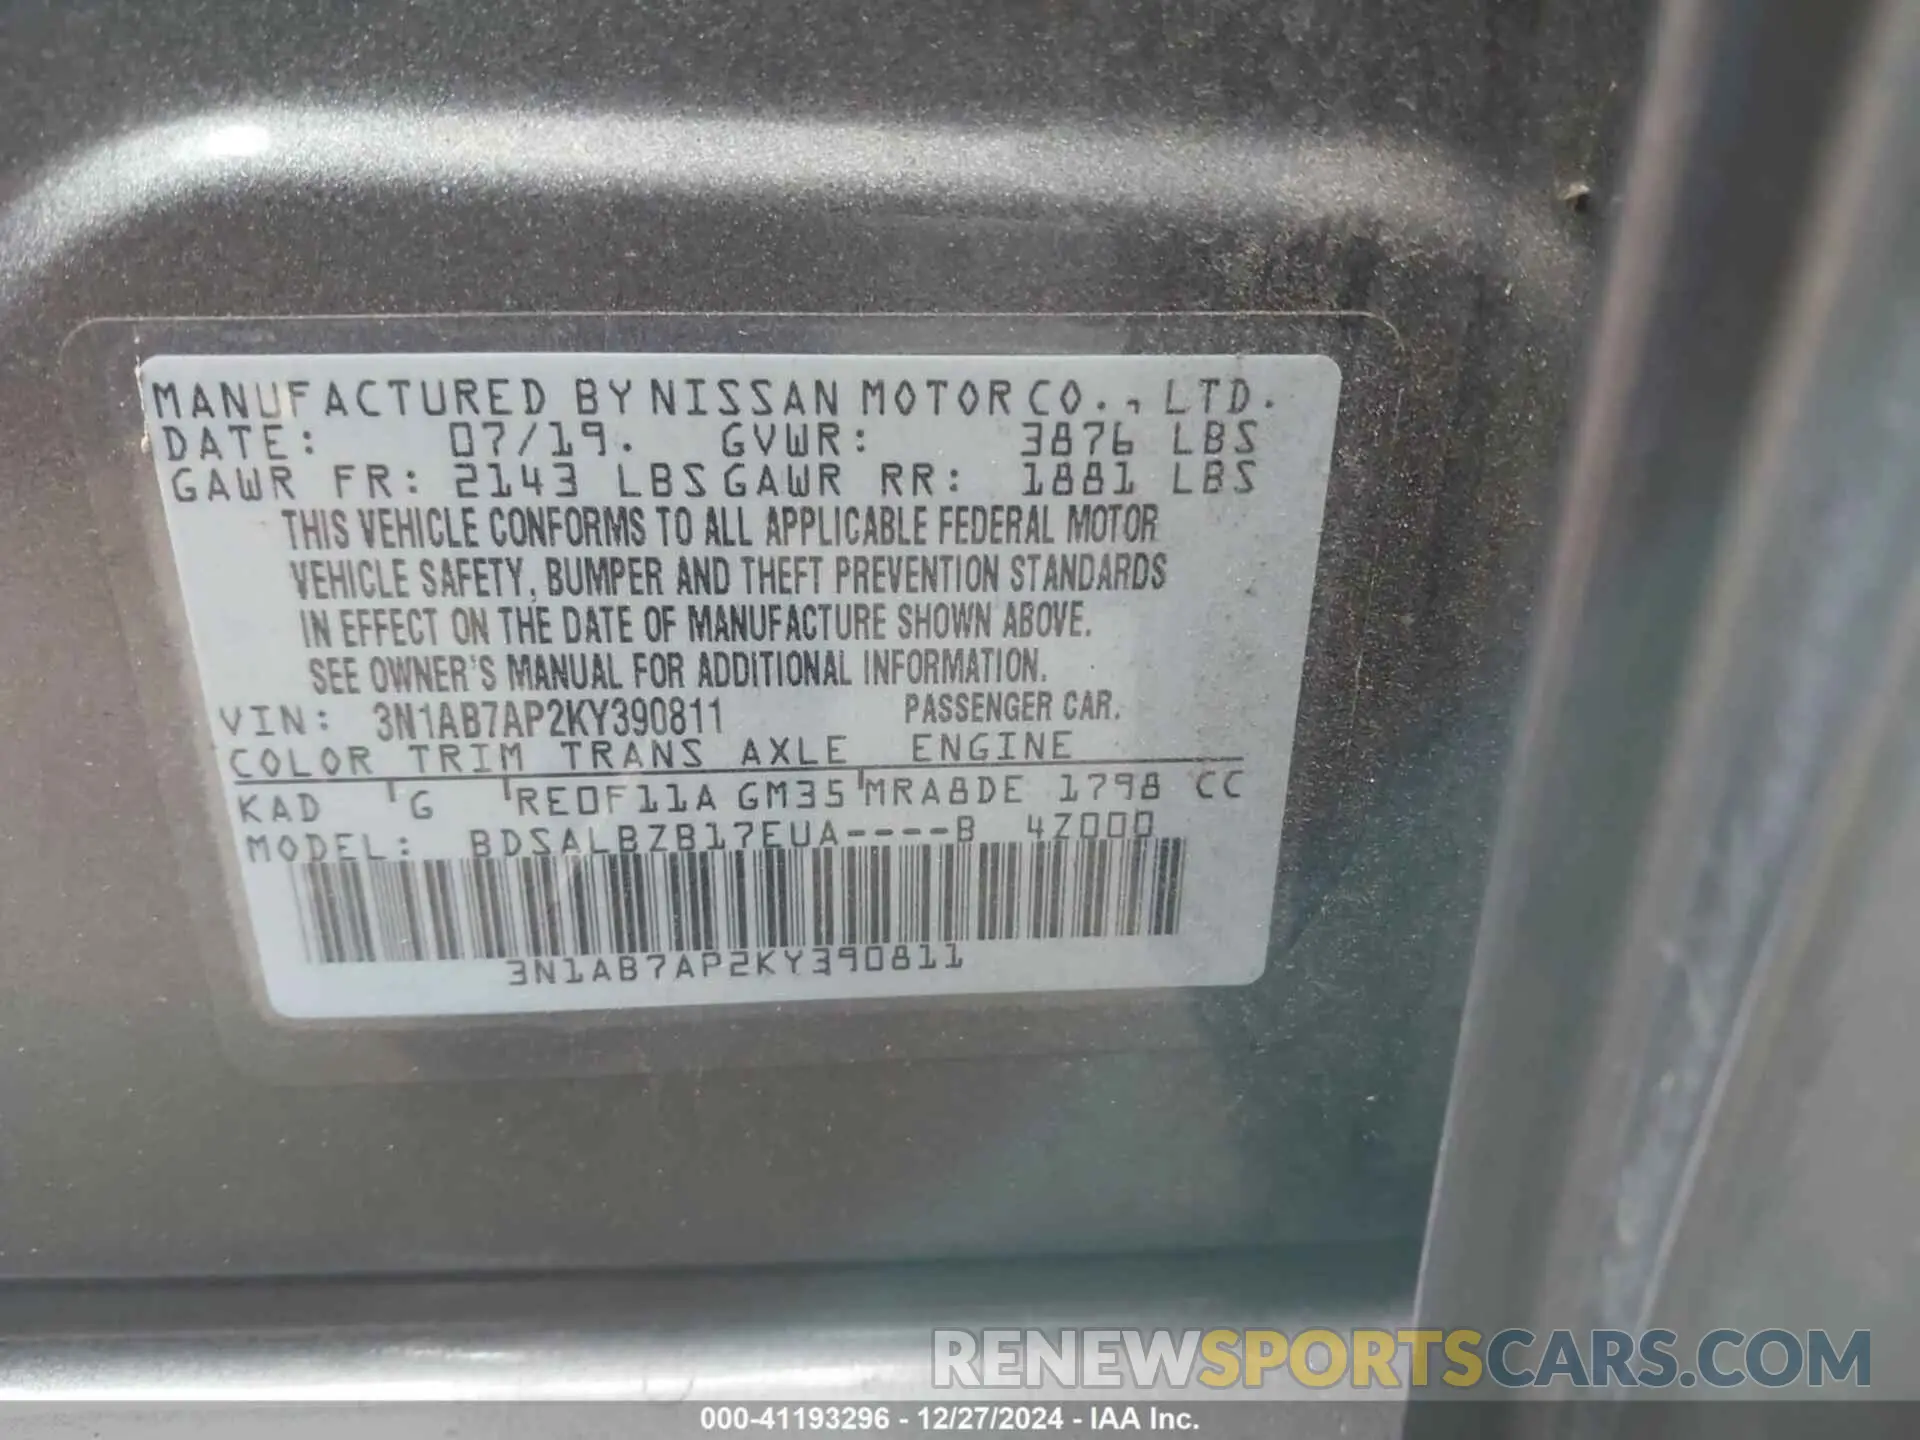 MANUFACTURED BY NISSAN MOTOR CO., LTD.
DATE: 07/19. GVWR: 3876 LBS
GAWR FR: 2143 LBS GAWR RR: 1881 LBS
THIS VEHICLE CONFORMS TO ALL APPLICABLE FEDERAL MOTOR
VEHICLE SAFETY, BUMPER AND THEFT PREVENTION STANDARDS
IN EFFECT ON THE DATE OF MANUFACTURE SHOWN ABOVE.
SEE OWNER'S MANUAL FOR ADDITIONAL INFORMATION.
VIN: 3N1AB7AP2KY390811 PASSENGER CAR.
COLOR TRIM TRANS AXLE ENGINE
KAD G RE0F11A GM35 MRA8DE 1798 CC
MODEL: BDSALBZB17EUA----B 4Z000
3N1AB7AP2KY390811
RENEWSPORTSCARS.COM
000-41193296 - 12/27/2024 - IAA Inc.